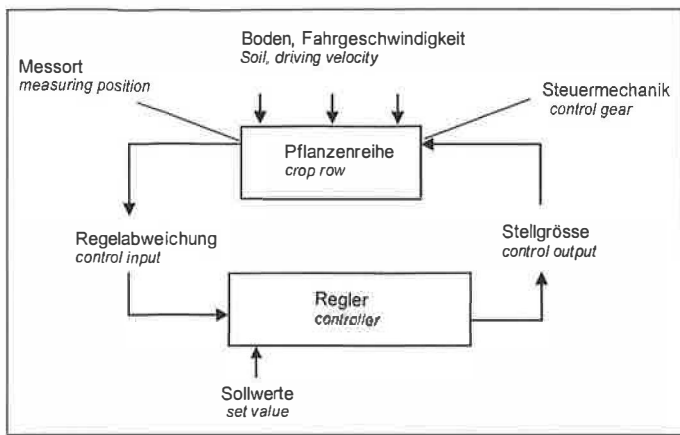 Boden, Fahrgeschwindigkeit
Soil, driving velocity
Messort
measuring position
Steuermechanik
control gear
Pflanzenreihe
crop row
Regelabweichung
control input
Stellgrösse
control output
Regler
controller
Sollwerte
set value